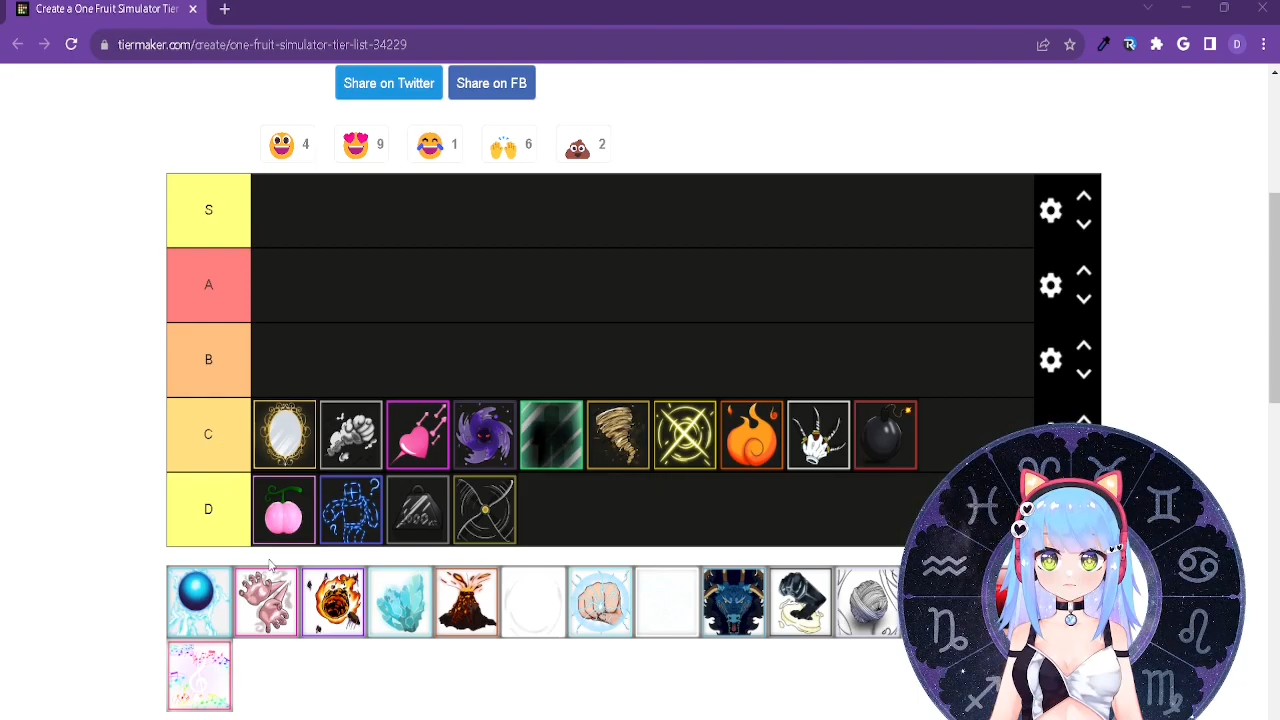 Create a One Fruit Simulator Tier
tiermaker.com/create/one-fruit-simulator-tier-list-34229
D
Share on Twitter
Share on FB
4
9
1
6
2
S
A
B
C
D